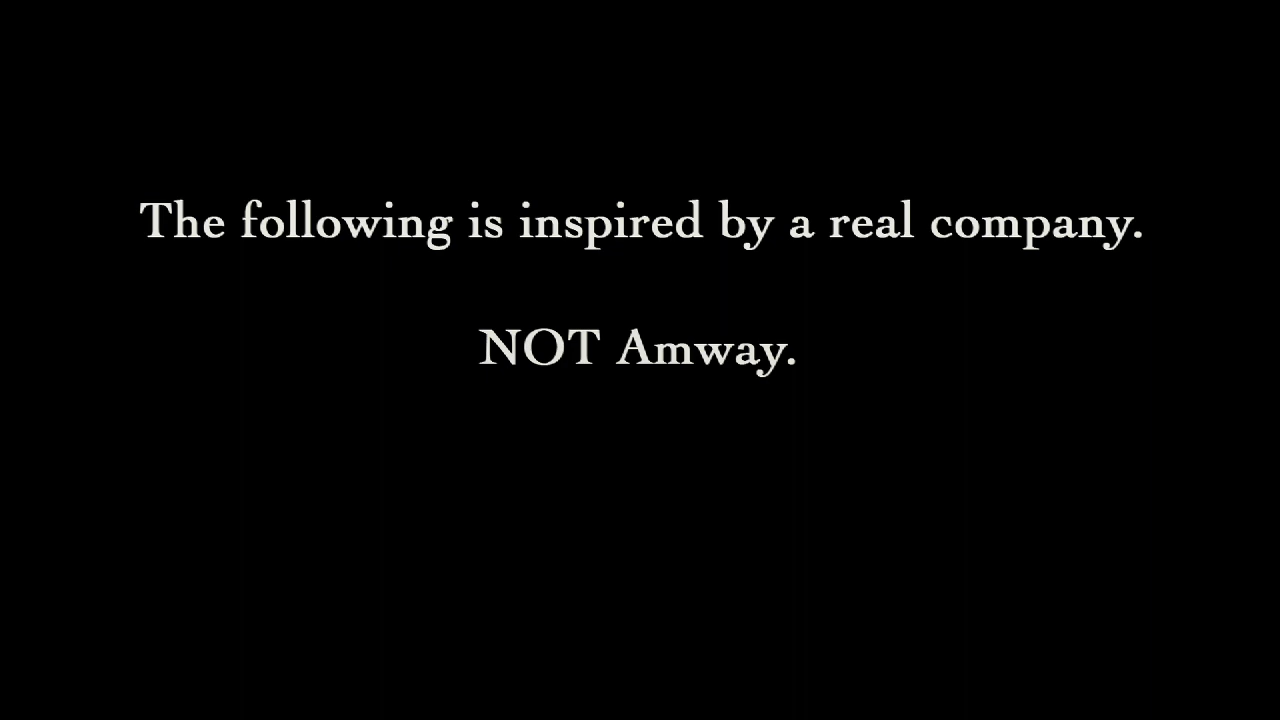 The following is inspired by a real company.
NOT Amway.